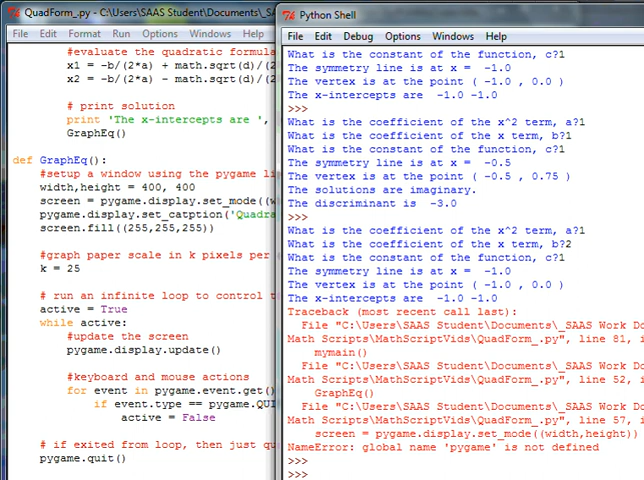 QuadForm_.py - C:\Users\SAAS Student\Documents\_SA
File Edit Format Run Options Windows Help
#evaluate the quadratic formula
x1 = -b/(2*a) + math.sqrt(d)/(2
x2 = -b/(2*a) - math.sqrt(d)/(2
# print solution
print 'The x-intercepts are ',
GraphEq()
def GraphEq():
#setup a window using the pygame li
width,height = 400, 400
screen = pygame.display.set_mode((w
pygame.display.set_catption('Quadra
screen.fill((255,255,255))
#graph paper scale in k pixels per
k = 25
# run an infinite loop to control t
active = True
while active:
#update the screen
pygame.display.update()
#keyboard and mouse actions
for event in pygame.event.get()
if event.type == pygame.QUI
active = False
# if exited from loop, then just qu
pygame.quit()
Python Shell
File Edit Debug Options Windows Help
What is the constant of the function, c?1
The symmetry line is at x = -1.0
The vertex is at the point ( -1.0 , 0.0 )
The x-intercepts are -1.0 -1.0
>>>
What is the coefficient of the x^2 term, a?1
What is the coefficient of the x term, b?1
What is the constant of the function, c?1
The symmetry line is at x = -0.5
The vertex is at the point ( -0.5 , 0.75 )
The solutions are imaginary.
The discriminant is -3.0
>>>
What is the coefficient of the x^2 term, a?1
What is the coefficient of the x term, b?2
What is the constant of the function, c?1
The symmetry line is at x = -1.0
The vertex is at the point ( -1.0 , 0.0 )
The x-intercepts are -1.0 -1.0
Traceback (most recent call last):
File "C:\Users\SAAS Student\Documents\_SAAS Work Do
Math Scripts\MathScriptVids\QuadForm_.py", line 81, i
mymain()
File "C:\Users\SAAS Student\Documents\_SAAS Work Do
Math Scripts\MathScriptVids\QuadForm_.py", line 52, i
GraphEq()
File "C:\Users\SAAS Student\Documents\_SAAS Work Do
Math Scripts\MathScriptVids\QuadForm_.py", line 57, i
screen = pygame.display.set_mode((width,height))
NameError: global name 'pygame' is not defined
>>>
>>>